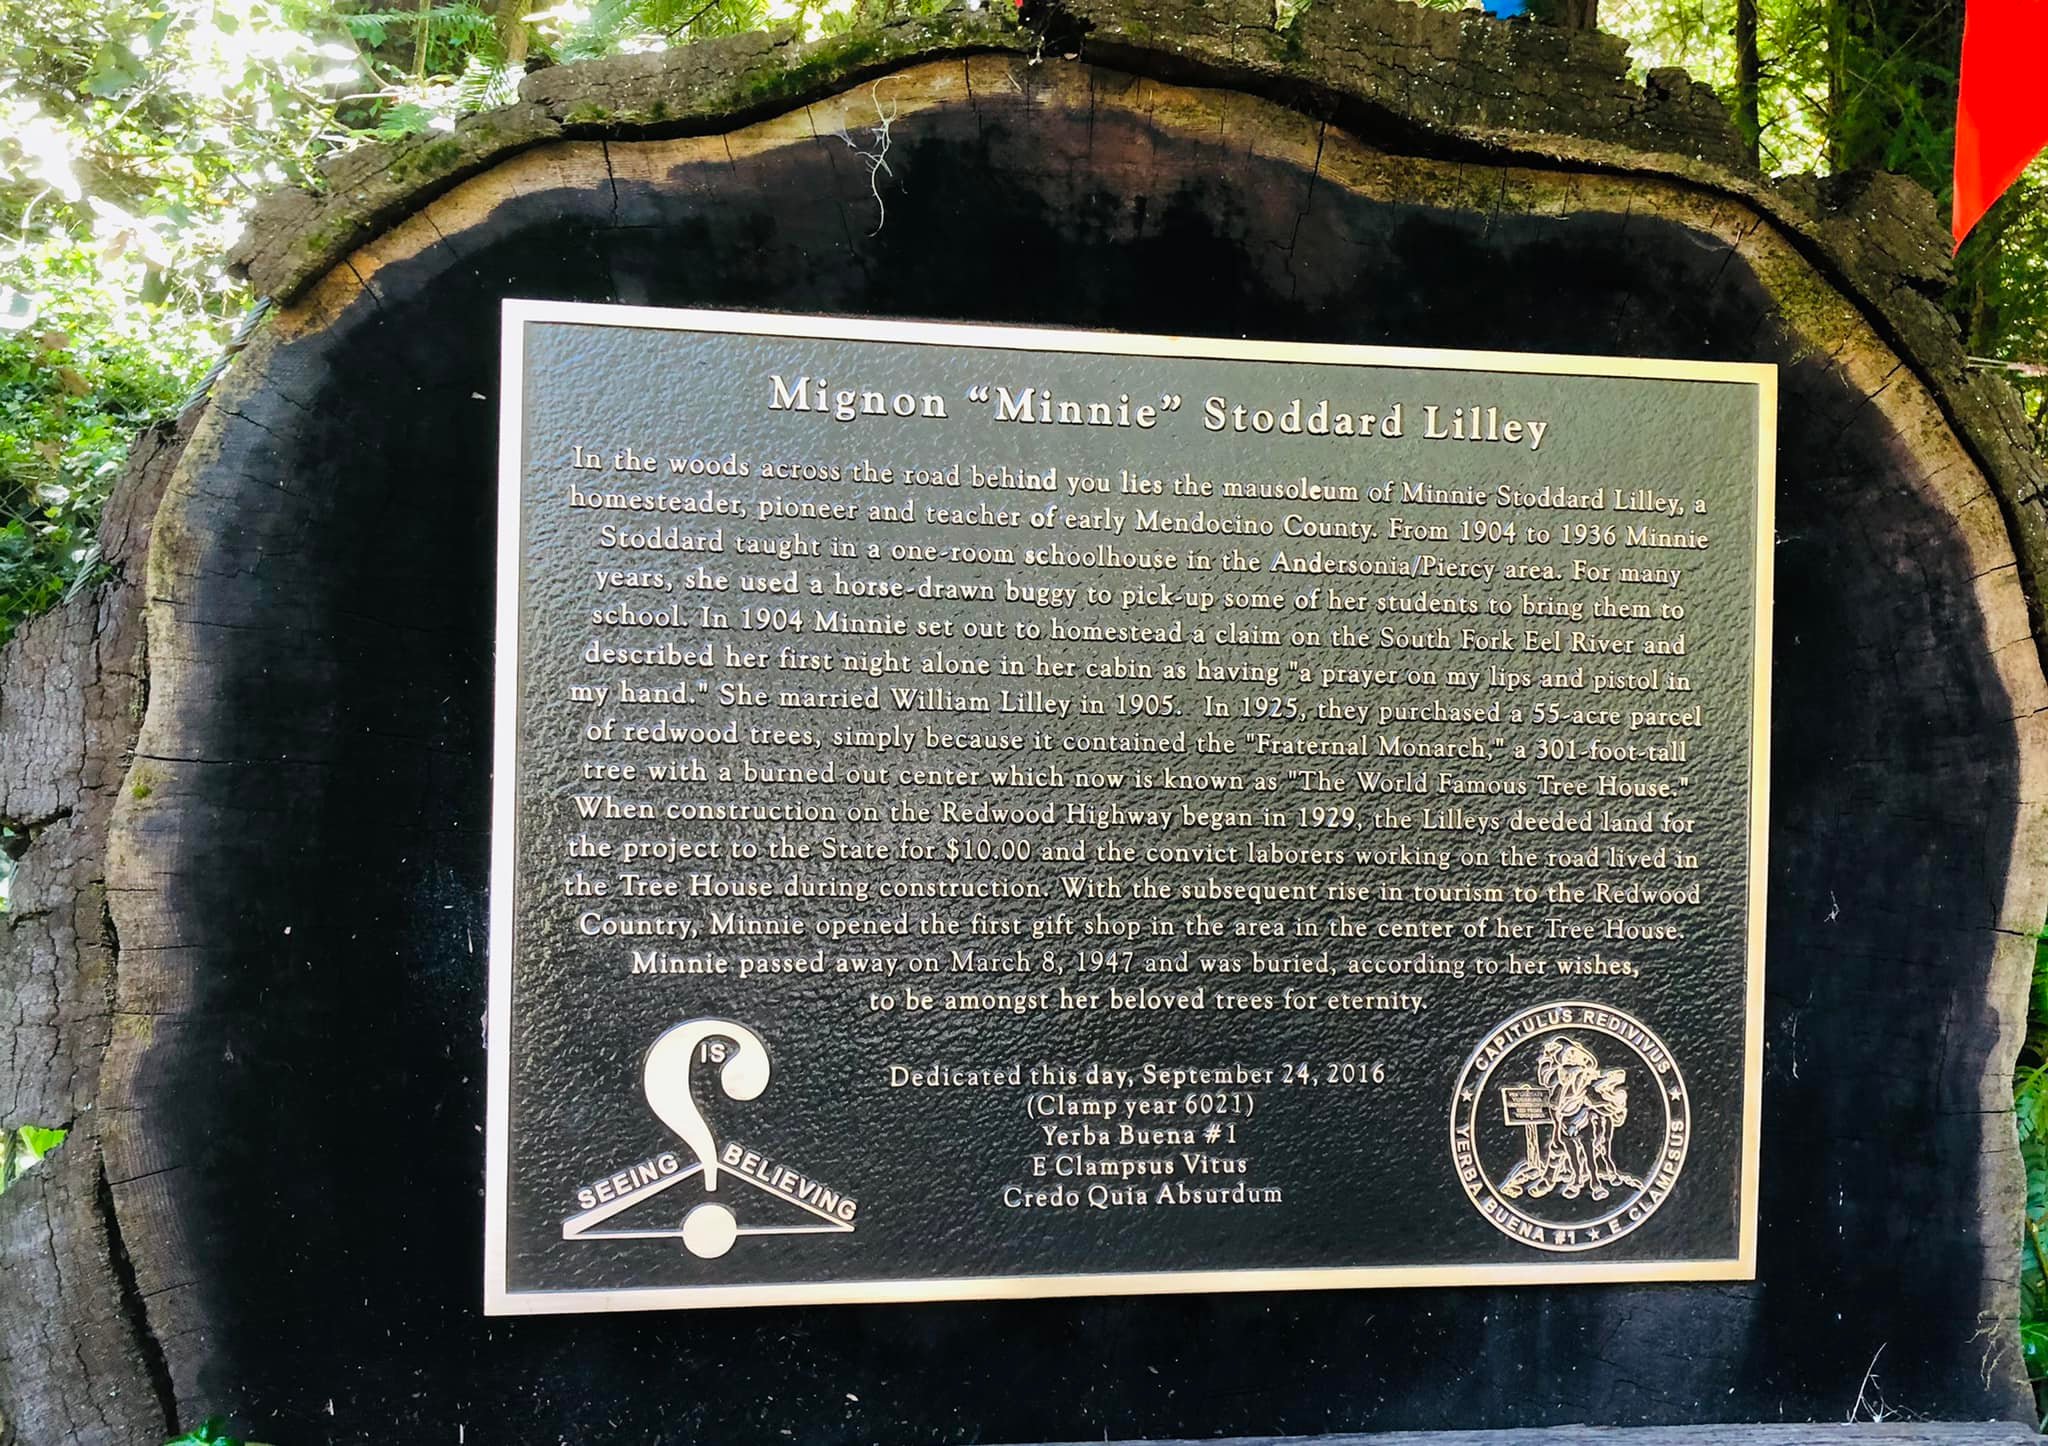 Mignon “Minnie” Stoddard Lilley
In the woods across the road behind you lies the mausoleum of Minnie Stoddard Lilley, a
homesteader, pioneer and teacher of early Mendocino County. From 1904 to 1936 Minnie
Stoddard taught in a one-room schoolhouse in the Andersonia/Piercy area. For many
years, she used a horse-drawn buggy to pick-up some of her students to bring them to
school. In 1904 Minnie set out to homestead a claim on the South Fork Eel River and
described her first night alone in her cabin as having "a prayer on my lips and pistol in
my hand." She married William Lilley in 1905. In 1925, they purchased a 55-acre parcel
of redwood trees, simply because it contained the "Fraternal Monarch," a 301-foot-tall
tree with a burned out center which now is known as "The World Famous Tree House."
When construction on the Redwood Highway began in 1929, the Lilleys deeded land for
the project to the State for $10.00 and the convict laborers working on the road lived in
the Tree House during construction. With the subsequent rise in tourism to the Redwood
Country, Minnie opened the first gift shop in the area in the center of her Tree House.
Minnie passed away on March 8, 1947 and was buried, according to her wishes,
to be amongst her beloved trees for eternity.
SEEING IS BELIEVING
Dedicated this day, September 24, 2016
(Clamp year 6021)
Yerba Buena #1
E Clampsus Vitus
Credo Quia Absurdum
CAPITULUS REDIVIVUS
YERBA BUENA #1 ★ E CLAMPSUS